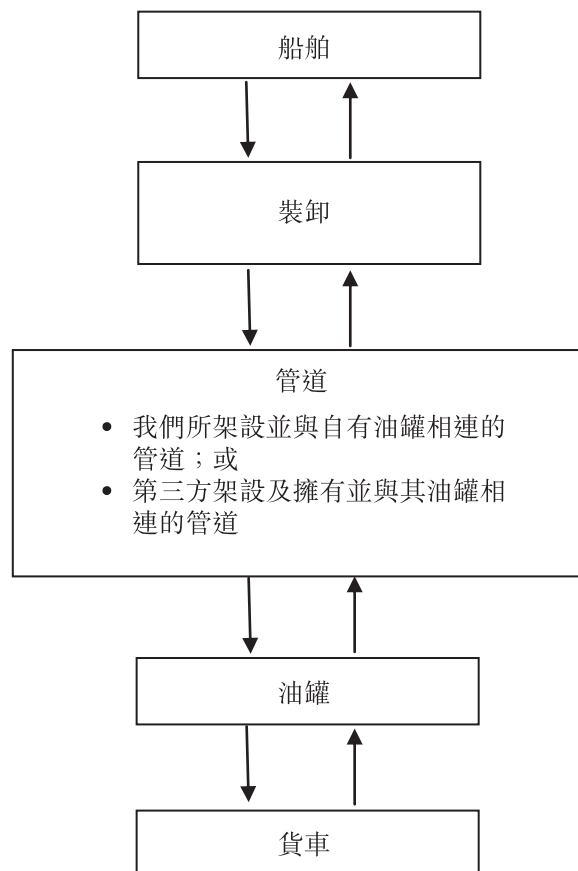 船舶
裝卸
管道
• 我們所架設並與自有油罐相連的
管道；或
• 第三方架設及擁有並與其油罐相
連的管道
油罐
貨車